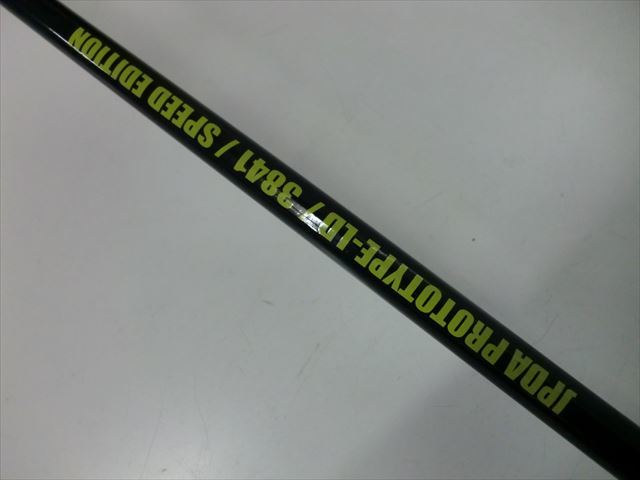 JPDA PROTOTYPE-LD / 3841 / SPEED EDITION